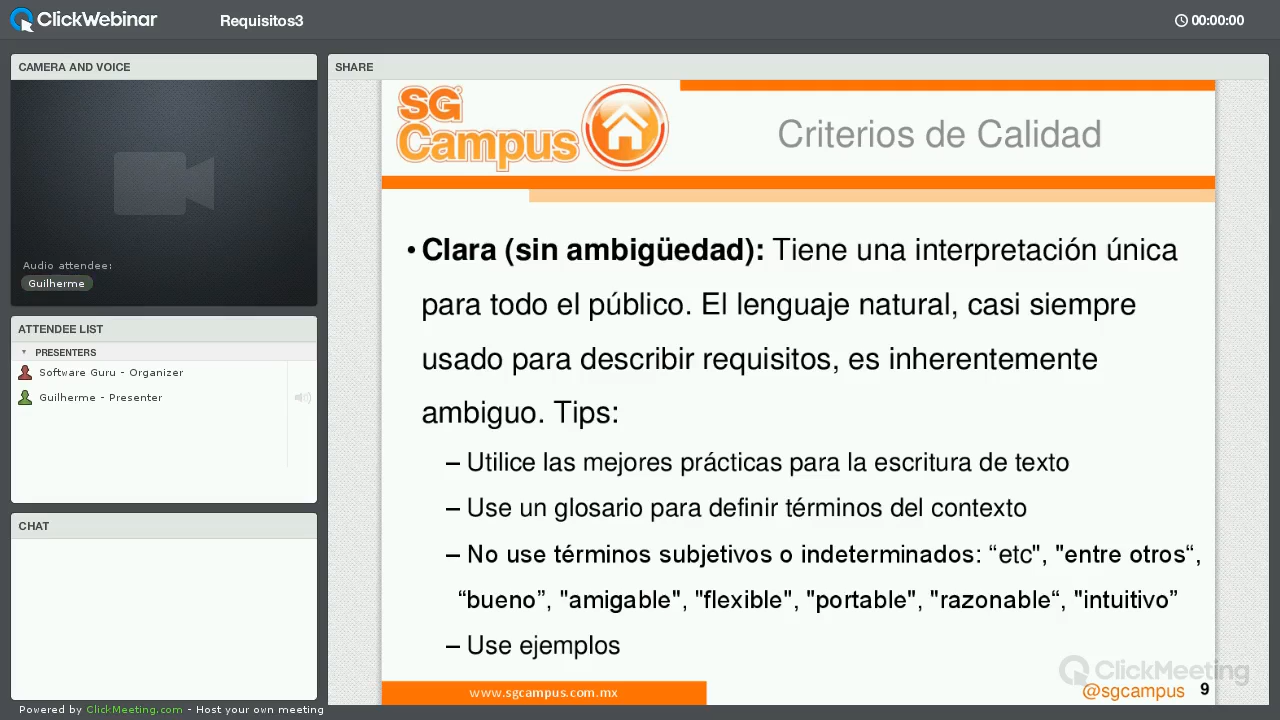 ClickWebinar
Requisitos3
00:00:00
CAMERA AND VOICE
Audio attendee:
Guilherme
ATTENDEE LIST
PRESENTERS
Software Guru - Organizer
Guilherme - Presenter
CHAT
Powered by ClickMeeting.com - Host your own meeting
SHARE
SG
Campus
Criterios de Calidad
• Clara (sin ambigüedad): Tiene una interpretación única
para todo el público. El lenguaje natural, casi siempre
usado para describir requisitos, es inherentemente
ambiguo. Tips:
– Utilice las mejores prácticas para la escritura de texto
– Use un glosario para definir términos del contexto
– No use términos subjetivos o indeterminados: “etc", "entre otros“,
“bueno”, "amigable", "flexible", "portable", "razonable“, "intuitivo”
– Use ejemplos
ClickMeeting
www.sgcampus.com.mx
@sgcampus 9